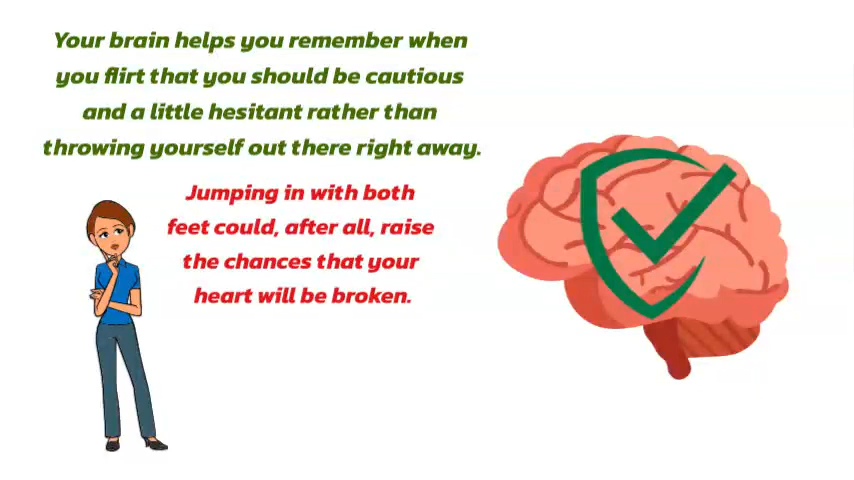 Your brain helps you remember when
you flirt that you should be cautious
and a little hesitant rather than
throwing yourself out there right away.
Jumping in with both
feet could, after all, raise
the chances that your
heart will be broken.